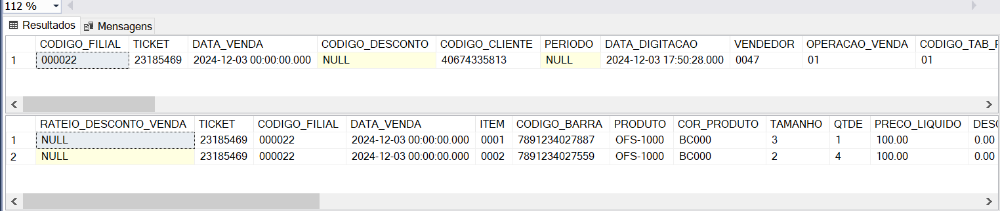 112 %
Resultados Mensagens
CODIGO_FILIAL TICKET DATA_VENDA CODIGO_DESCONTO CODIGO_CLIENTE PERIODO DATA_DIGITACAO VENDEDOR OPERACAO_VENDA CODIGO_TAB_
1 000022 23185469 2024-12-03 00:00:00.000 NULL 40674335813 NULL 2024-12-03 17:50:28.000 0047 01 01
RATEIO_DESCONTO_VENDA TICKET CODIGO_FILIAL DATA_VENDA ITEM CODIGO_BARRA PRODUTO COR_PRODUTO TAMANHO QTDE PRECO_LIQUIDO DESC
1 NULL 23185469 000022 2024-12-03 00:00:00.000 0001 7891234027887 OFS-1000 BC000 3 1 100.00 0.00
2 NULL 23185469 000022 2024-12-03 00:00:00.000 0002 7891234027559 OFS-1000 BC000 2 4 100.00 0.00